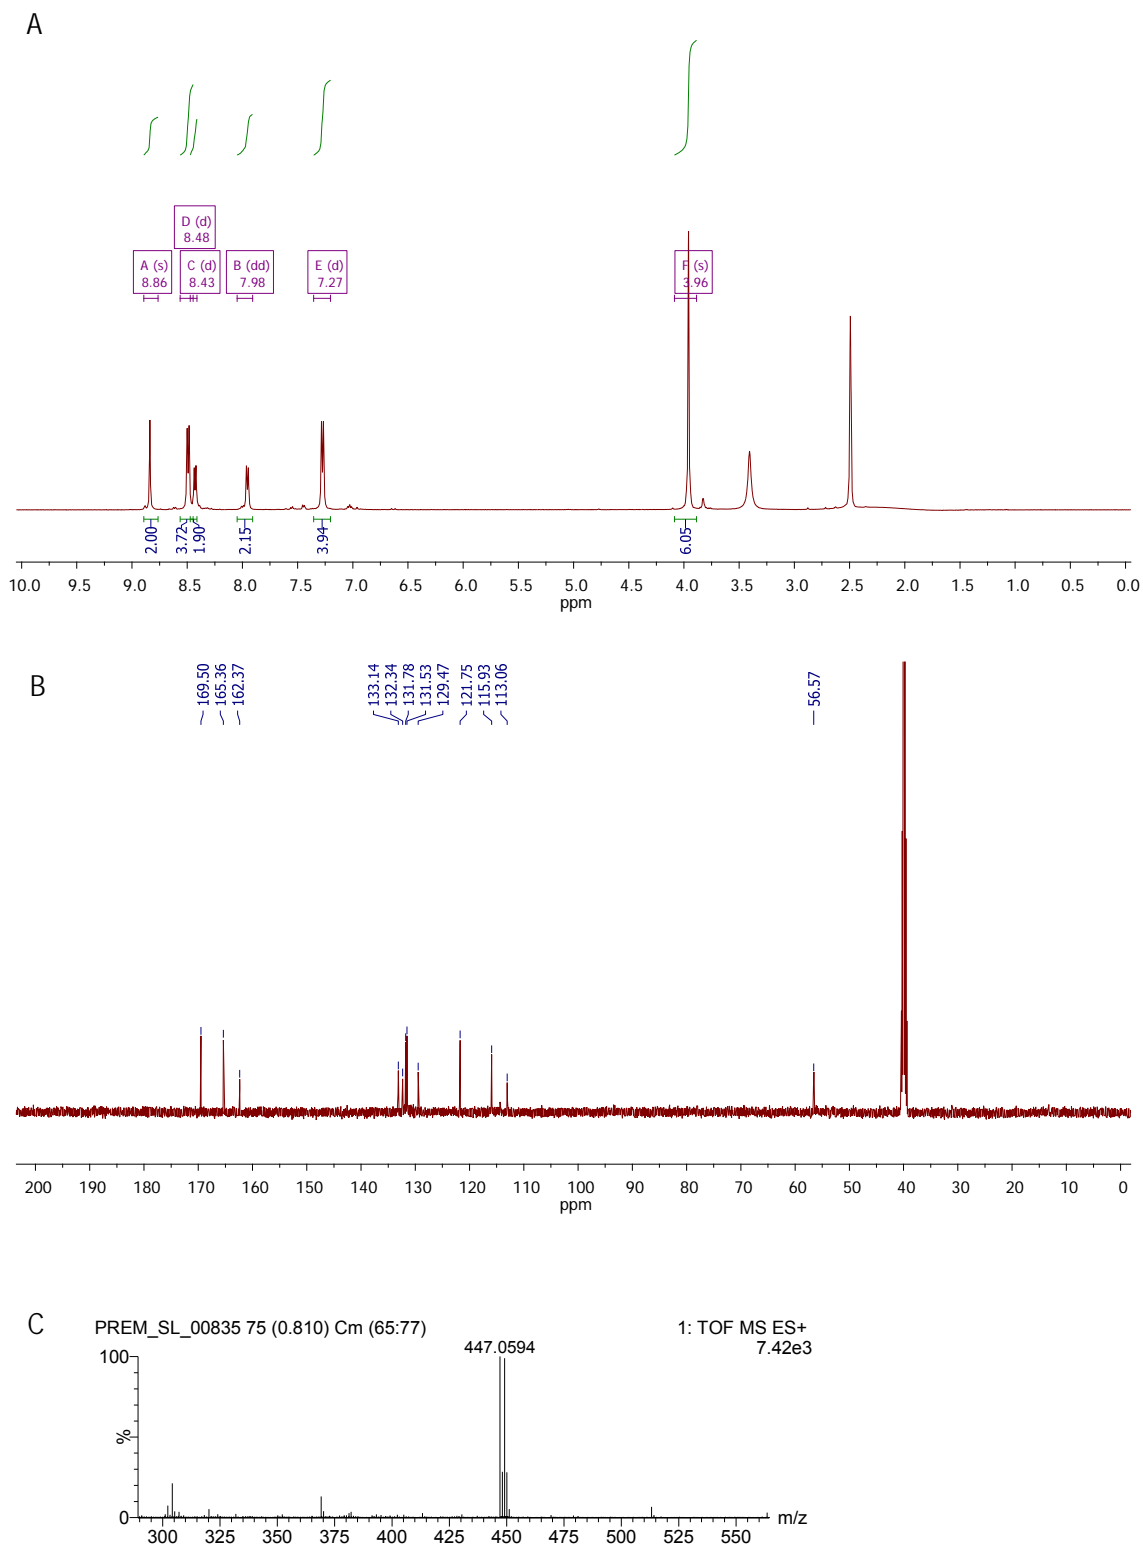 A
D (d)
8.48
A (s)
8.86
C (d)
8.43
B (dd)
7.98
E (d)
7.27
F (s)
3.96
2.00
3.72
1.90
2.15
3.94
6.05
10.0 9.5 9.0 8.5 8.0 7.5 7.0 6.5 6.0 5.5 5.0 4.5 4.0 3.5 3.0 2.5 2.0 1.5 1.0 0.5 0.0
ppm
B
169.50
165.36
162.37
133.14
132.34
131.78
131.53
129.47
121.75
115.93
113.06
56.57
200 190 180 170 160 150 140 130 120 110 100 90 80 70 60 50 40 30 20 10 0
ppm
C
PREM_SL_00835 75 (0.810) Cm (65:77)
1: TOF MS ES+
447.0594
7.42e3
100
%
0
m/z
300 325 350 375 400 425 450 475 500 525 550